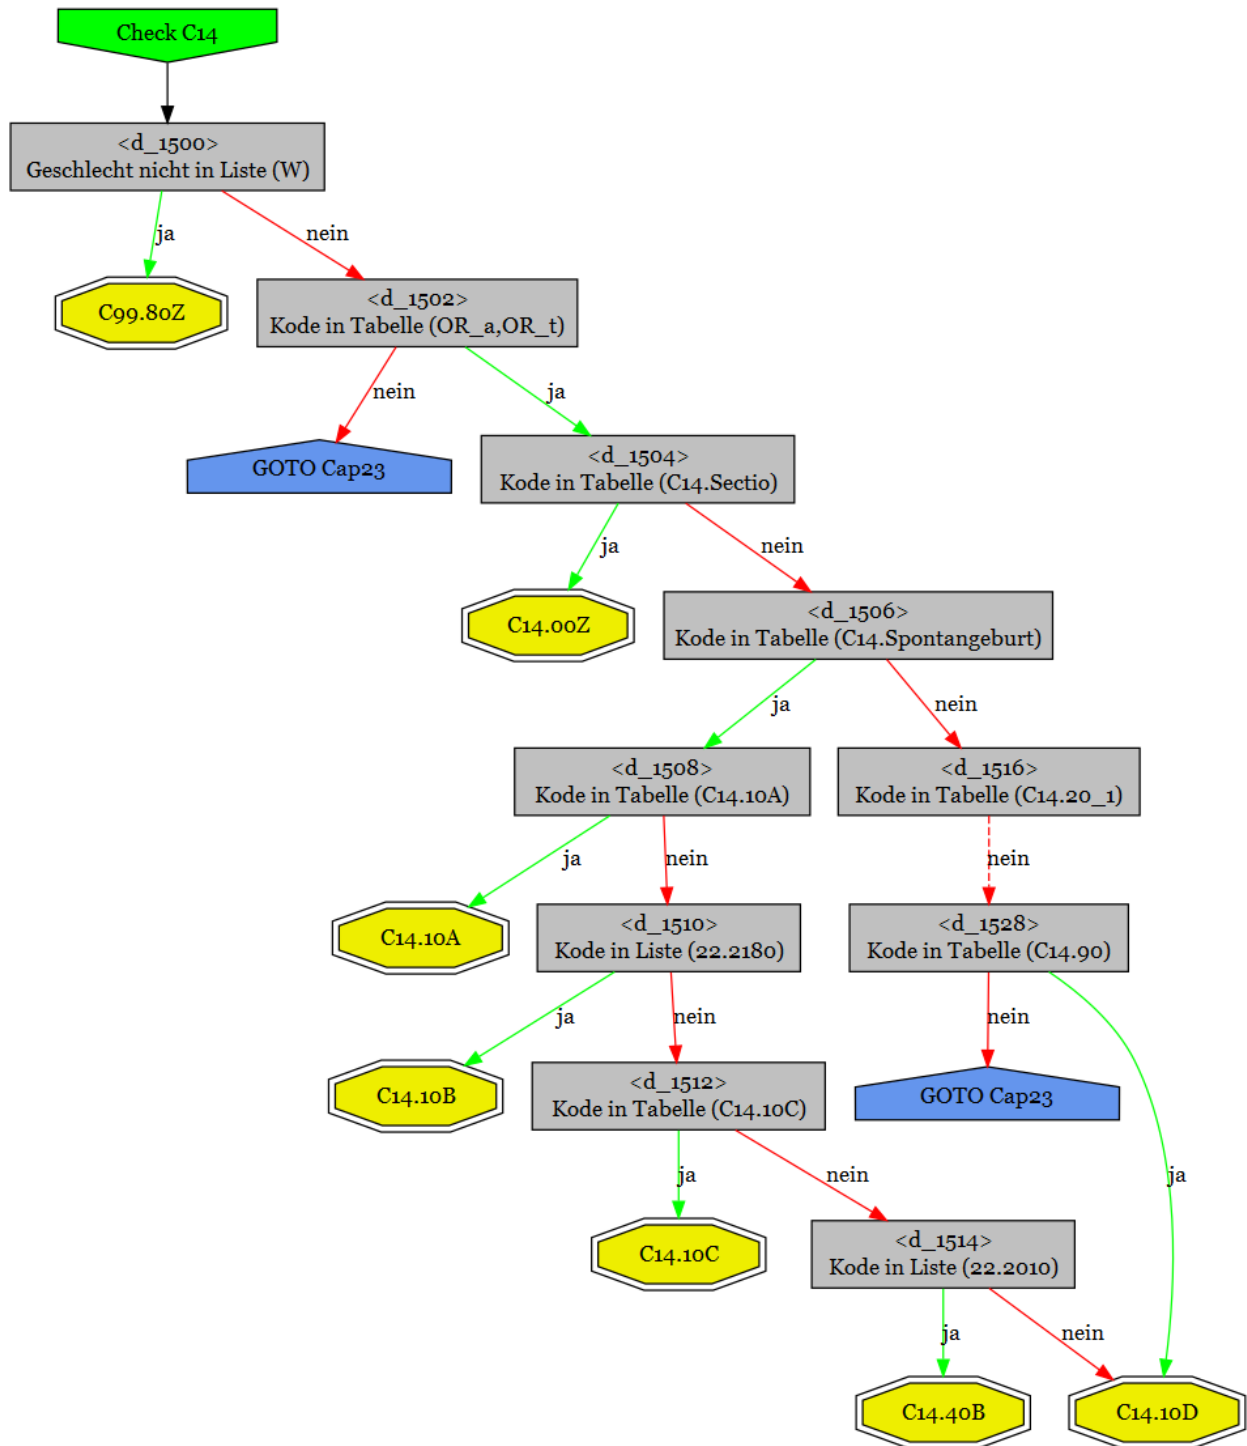 Check C14
<d_1500>
Geschlecht nicht in Liste (W)
ja
nein
C99.80Z
<d_1502>
Kode in Tabelle (OR_a,OR_t)
nein
ja
GOTO Cap23
<d_1504>
Kode in Tabelle (C14.Sectio)
ja
nein
C14.00Z
<d_1506>
Kode in Tabelle (C14.Spontangeburt)
ja
nein
<d_1508>
Kode in Tabelle (C14.10A)
<d_1516>
Kode in Tabelle (C14.20_1)
ja
nein
nein
C14.10A
<d_1510>
Kode in Liste (22.2180)
<d_1528>
Kode in Tabelle (C14.90)
ja
nein
nein
C14.10B
<d_1512>
Kode in Tabelle (C14.10C)
GOTO Cap23
ja
nein
ja
C14.10C
<d_1514>
Kode in Liste (22.2010)
ja
nein
C14.40B
C14.10D